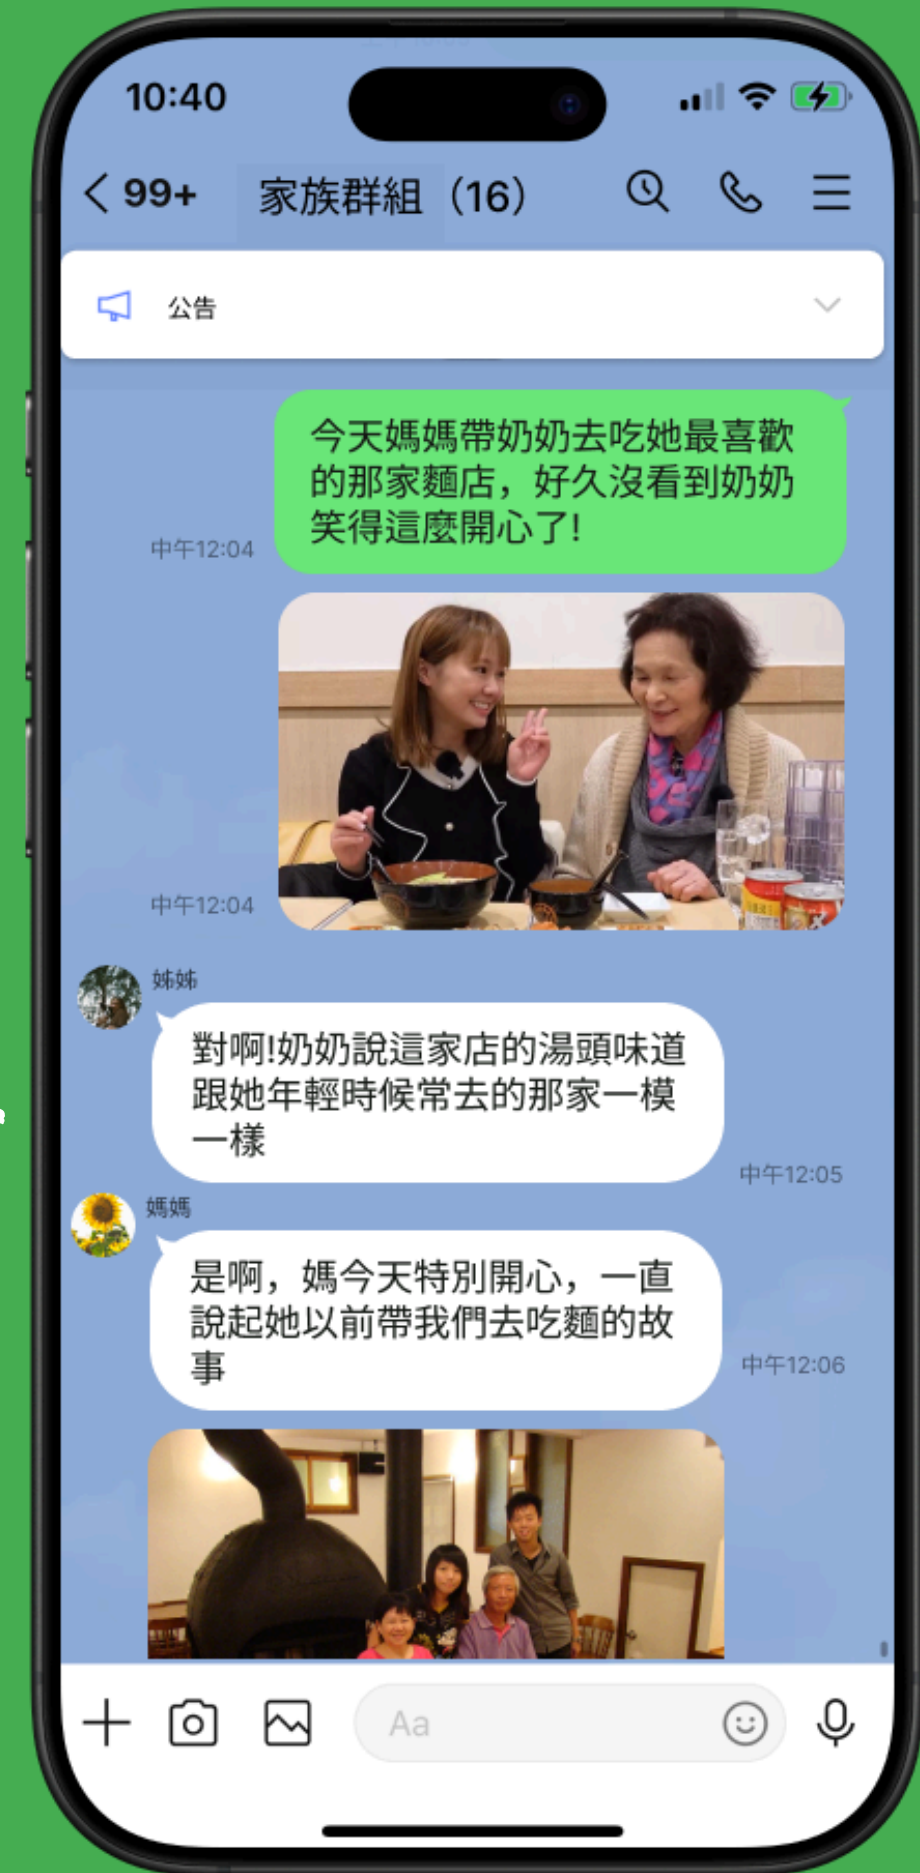 10:40
99+
家族群組（16）
公告
今天媽媽帶奶奶去吃她最喜歡
的那家麵店，好久沒看到奶奶
笑得這麼開心了!
中午12:04
中午12:04
姊姊
對啊!奶奶說這家店的湯頭味道
跟她年輕時候常去的那家一模
一樣
中午12:05
媽媽
是啊，媽今天特別開心，一直
說起她以前帶我們去吃麵的故
事
中午12:06
Aa